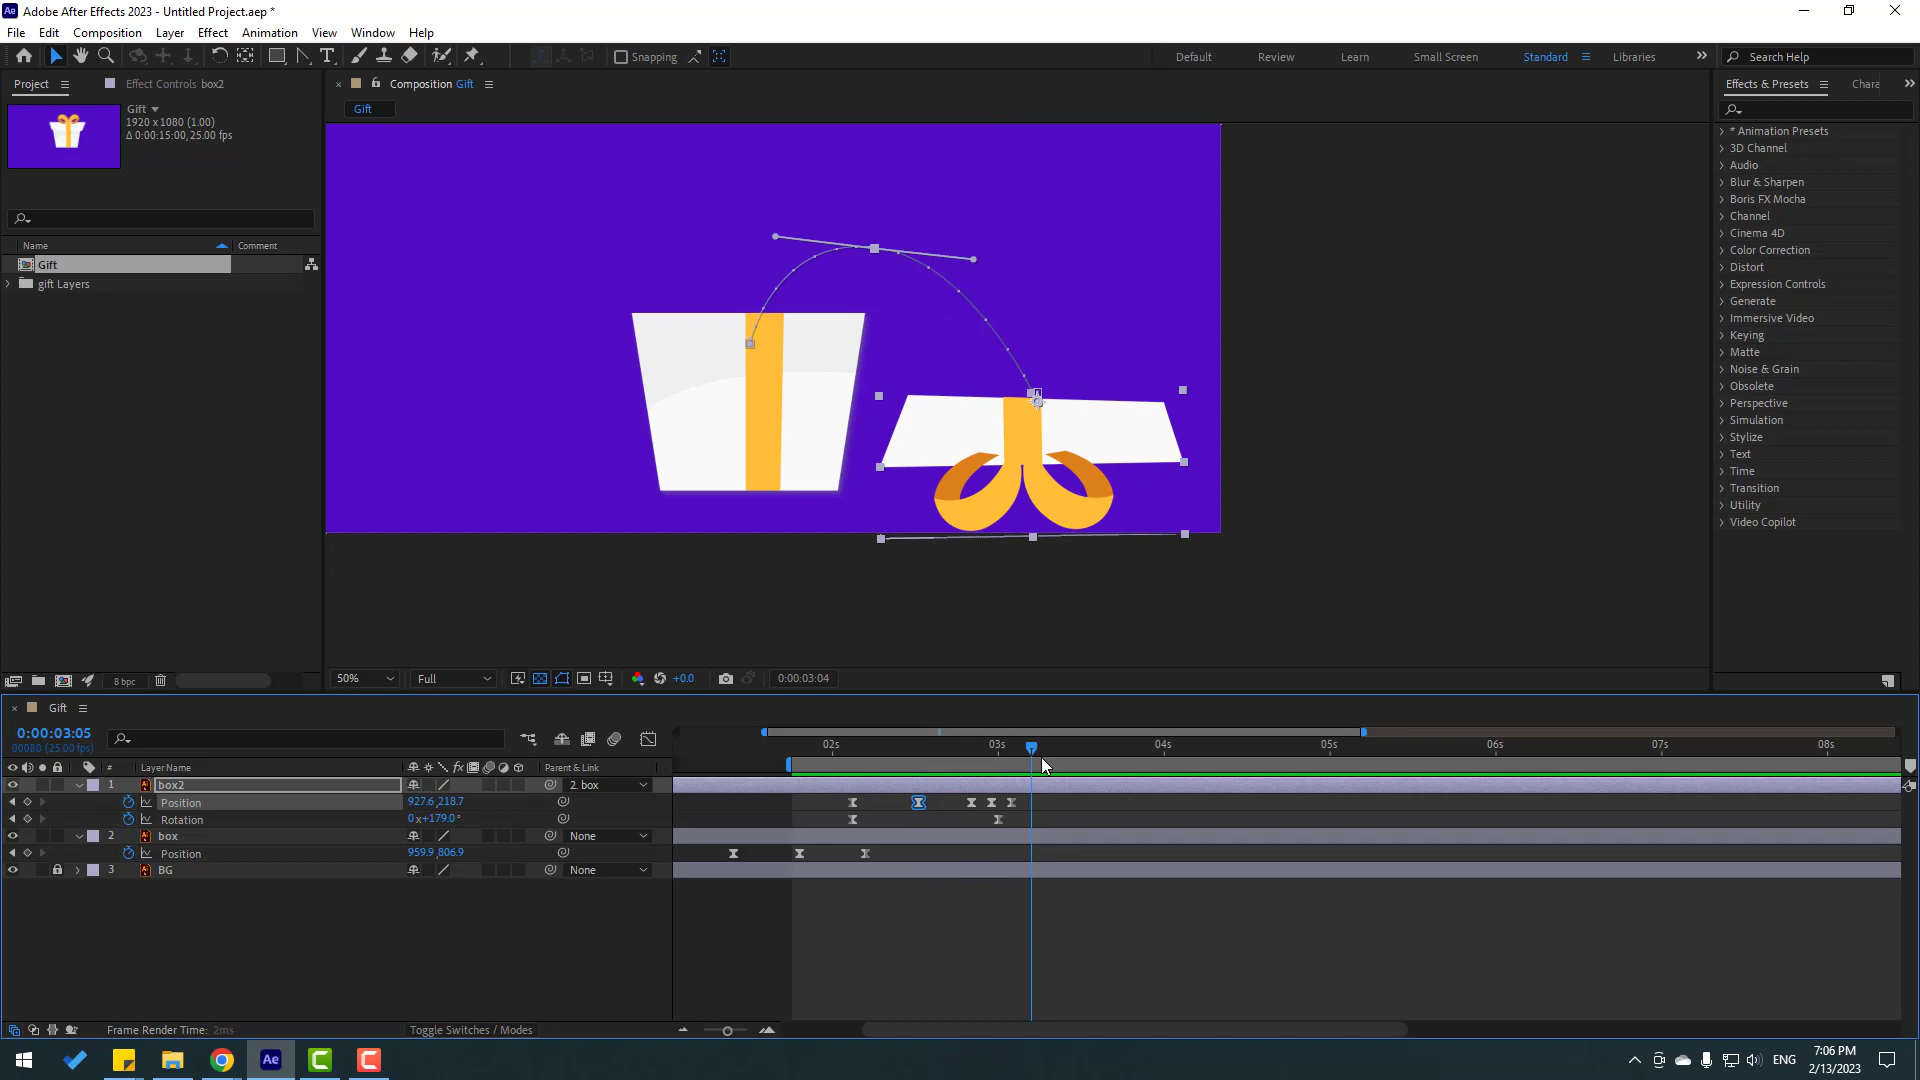 Adobe After Effects 2023 - Untitled Project.aep *
File Edit Composition Layer Effect Animation View Window Help
Snapping
Default Review Learn Small Screen Standard Libraries Search Help
Project Effect Controls box2
Composition Gift
Effects & Presets
Gift
Gift
1920 x 1080 (1.00)
Δ 0:00:15:00, 25.00 fps
* Animation Presets
3D Channel
Audio
Blur & Sharpen
Boris FX Mocha
Channel
Cinema 4D
Color Correction
Distort
Expression Controls
Generate
Immersive Video
Keying
Matte
Noise & Grain
Obsolete
Perspective
Simulation
Stylize
Text
Time
Transition
Utility
Video Copilot
Name Comment
Gift
gift Layers
8 bpc
50% Full +0.0 0:00:03:04
Gift
0:00:03:05
00080 (25.00 fps)
02s 03s 04s 05s 06s 07s 08s
# Layer Name fx Parent & Link
1 box2 2. box
Position 927.6,218.7
Rotation 0x+179.0°
2 box None
Position 959.9,806.9
3 BG None
Frame Render Time: 2ms Toggle Switches / Modes
Ae
ENG
7:06 PM
2/13/2023